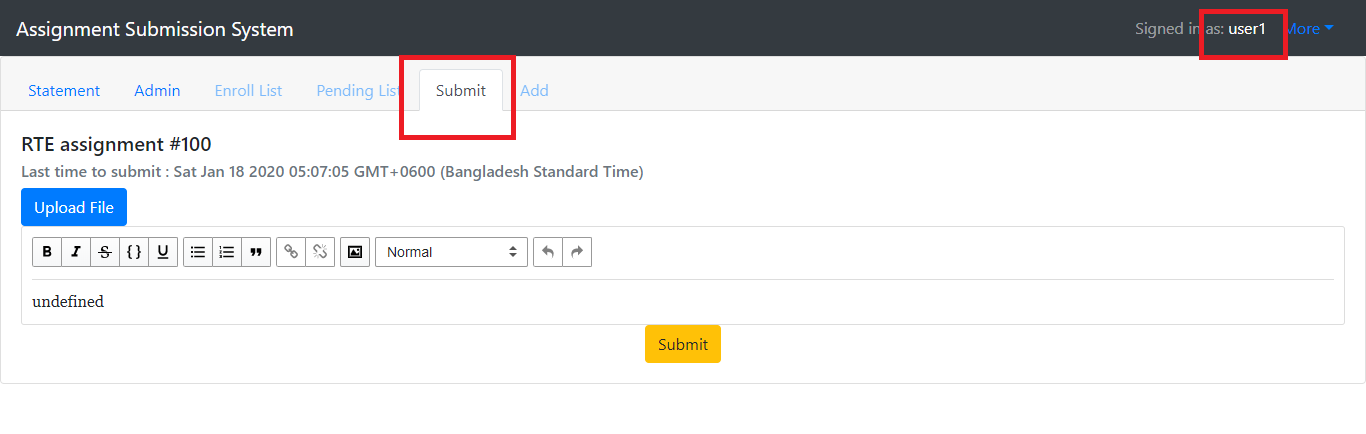 Assignment Submission System Signed in as: user1 More
Statement Admin Enroll List Pending List Submit Add
RTE assignment #100
Last time to submit : Sat Jan 18 2020 05:07:05 GMT+0600 (Bangladesh Standard Time)
Upload File
B I S {} U Normal
undefined
Submit